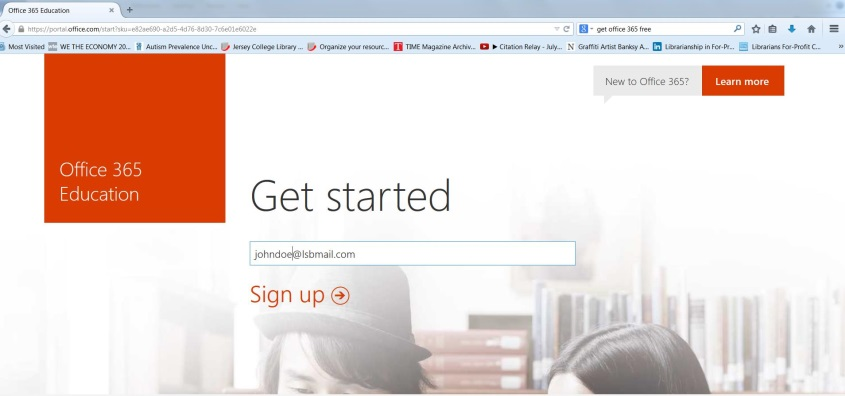 Office 365 Education
https://portal.office.com/start?sku=e82ae690-a2d5-4d76-8d30-7c6e01e6022e
get office 365 free
Most Visited
WE THE ECONOMY 20...
Autism Prevalence Unc...
Jersey College Library ...
Organize your resourc...
TIME Magazine Archiv...
Citation Relay - July...
Graffiti Artist Banksy A...
Librarianship in For-Pr...
Librarians For-Profit C...
New to Office 365?
Learn more
Office 365
Education
Get started
johndoe@lsbmail.com
Sign up